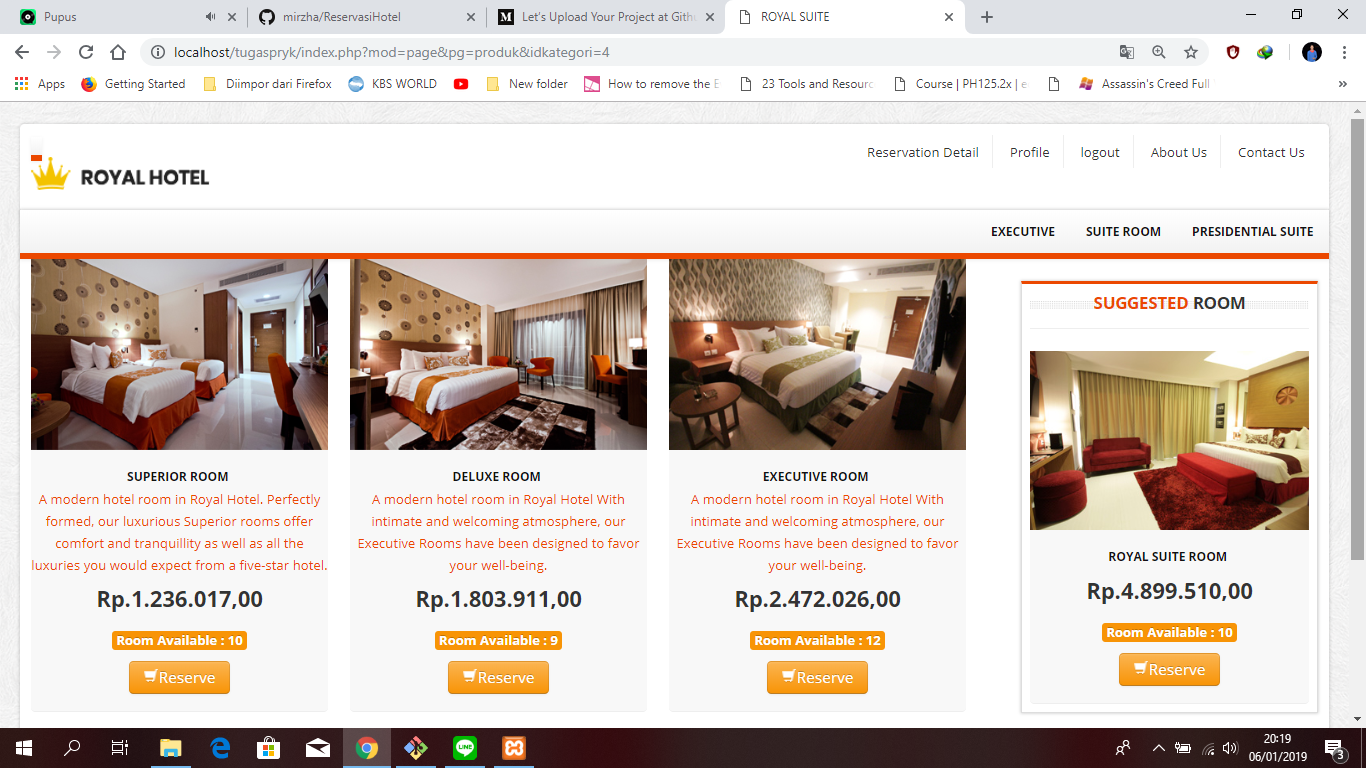 Pupus
mirzha/ReservasiHotel
Let's Upload Your Project at Gith
ROYAL SUITE
localhost/tugaspryk/index.php?mod=page&pg=produk&idkategori=4
Apps
Getting Started
Diimpor dari Firefox
KBS WORLD
New folder
How to remove the E
23 Tools and Resourc
Course | PH125.2x | e
Assassin's Creed Full
»
ROYAL HOTEL
Reservation Detail
Profile
logout
About Us
Contact Us
EXECUTIVE
SUITE ROOM
PRESIDENTIAL SUITE
SUPERIOR ROOM
A modern hotel room in Royal Hotel. Perfectly
formed, our luxurious Superior rooms offer
comfort and tranquillity as well as all the
luxuries you would expect from a five-star hotel.
Rp.1.236.017,00
Room Available : 10
Reserve
DELUXE ROOM
A modern hotel room in Royal Hotel With
intimate and welcoming atmosphere, our
Executive Rooms have been designed to favor
your well-being.
Rp.1.803.911,00
Room Available : 9
Reserve
EXECUTIVE ROOM
A modern hotel room in Royal Hotel With
intimate and welcoming atmosphere, our
Executive Rooms have been designed to favor
your well-being.
Rp.2.472.026,00
Room Available : 12
Reserve
SUGGESTED ROOM
ROYAL SUITE ROOM
Rp.4.899.510,00
Room Available : 10
Reserve
LINE
20:19
06/01/2019
3